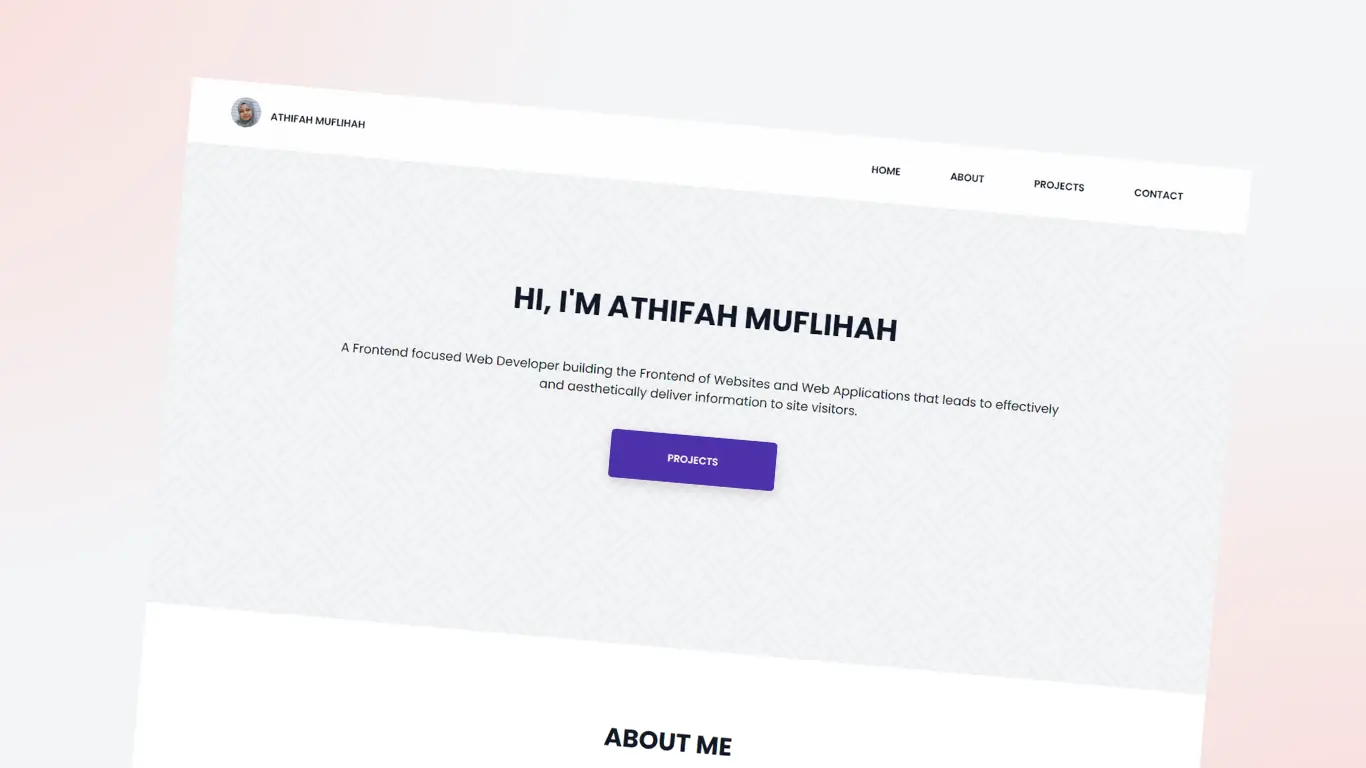 ATHIFAH MUFLIHAH
HOME ABOUT PROJECTS CONTACT
HI, I'M ATHIFAH MUFLIHAH
A Frontend focused Web Developer building the Frontend of Websites and Web Applications that leads to effectively
and aesthetically deliver information to site visitors.
PROJECTS
ABOUT ME